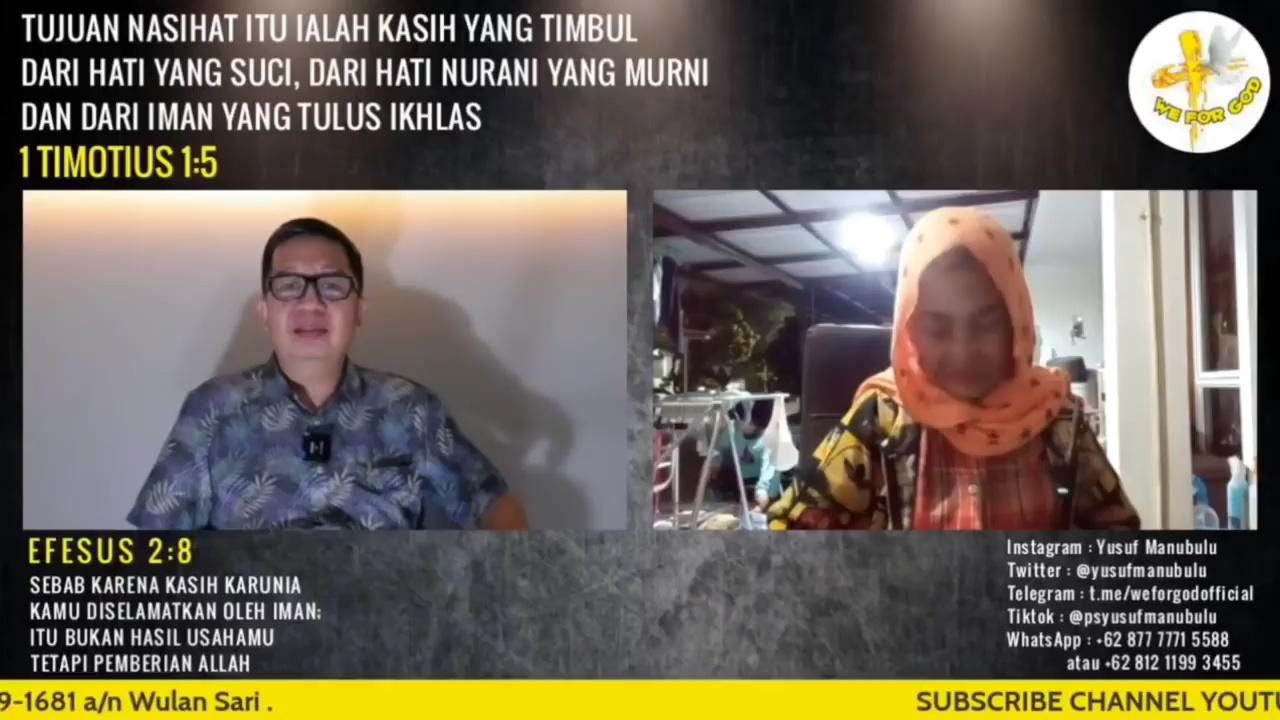 TUJUAN NASIHAT ITU IALAH KASIH YANG TIMBUL
DARI HATI YANG SUCI, DARI HATI NURANI YANG MURNI
DAN DARI IMAN YANG TULUS IKHLAS
1 TIMOTIUS 1:5
WE FOR GOD
EFESUS 2:8
SEBAB KARENA KASIH KARUNIA
KAMU DISELAMATKAN OLEH IMAN;
ITU BUKAN HASIL USAHAMU
TETAPI PEMBERIAN ALLAH
Instagram : Yusuf Manubulu
Twitter : @yusufmanubulu
Telegram : t.me/weforgodofficial
Tiktok : @psyusufmanubulu
WhatsApp : +62 877 7771 5588
atau +62 812 1199 3455
9-1681 a/n Wulan Sari .
SUBSCRIBE CHANNEL YOUTU